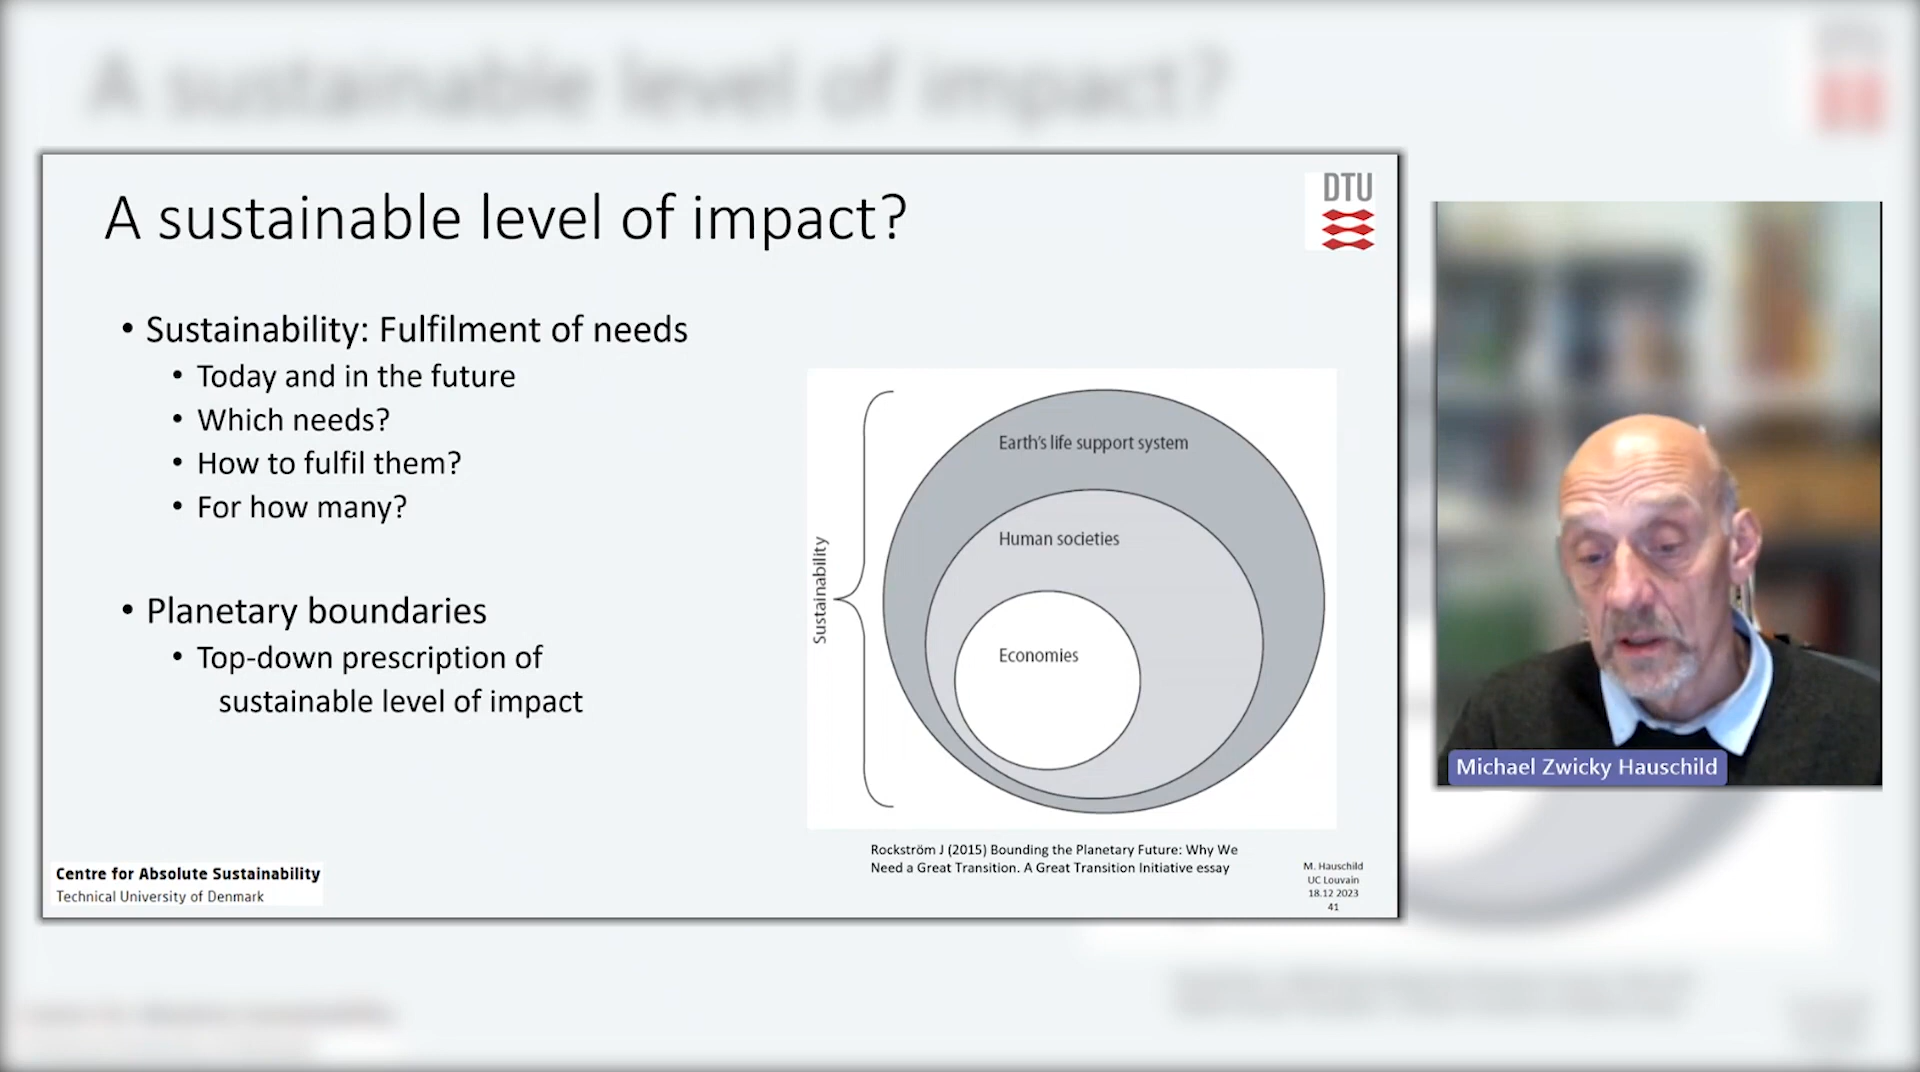 A sustainable level of impact?
DTU
• Sustainability: Fulfilment of needs
• Today and in the future
• Which needs?
• How to fulfil them?
• For how many?
• Planetary boundaries
• Top-down prescription of
sustainable level of impact
Sustainability
Earth's life support system
Human societies
Economies
Rockström J (2015) Bounding the Planetary Future: Why We
Need a Great Transition. A Great Transition Initiative essay
Centre for Absolute Sustainability
Technical University of Denmark
M. Hauschild
UC Louvain
18.12 2023
41
Michael Zwicky Hauschild